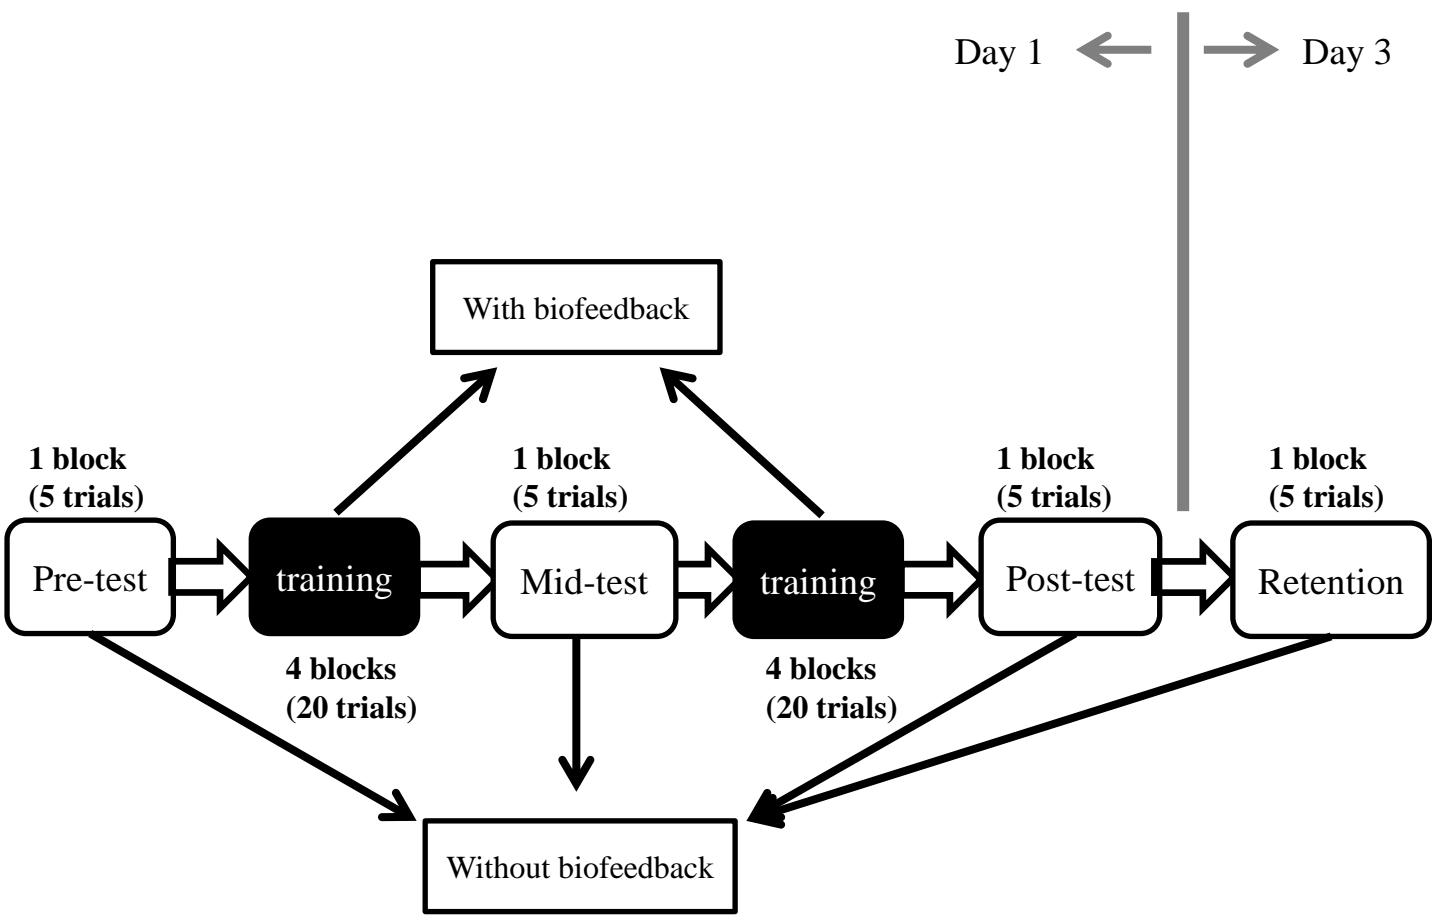 Day 1
Day 3
With biofeedback
1 block
(5 trials)
1 block
(5 trials)
1 block
(5 trials)
1 block
(5 trials)
Pre-test
training
Mid-test
training
Post-test
Retention
4 blocks
(20 trials)
4 blocks
(20 trials)
Without biofeedback